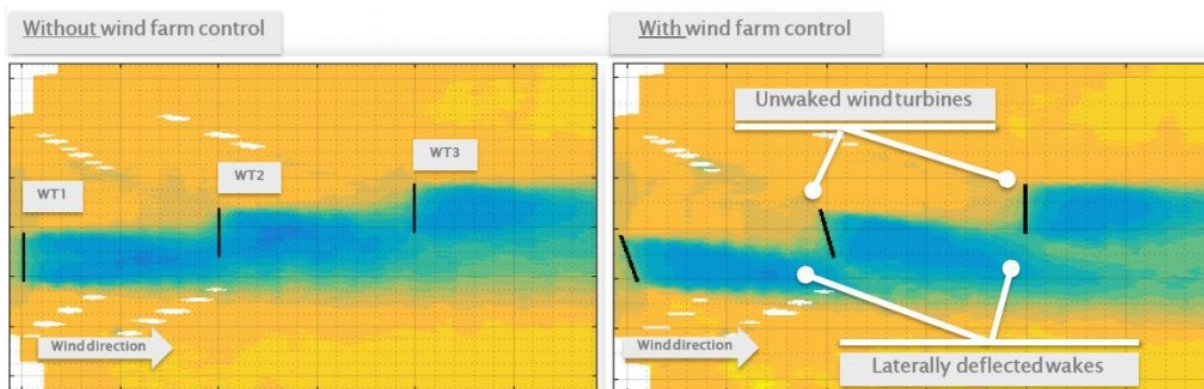 Without wind farm control
With wind farm control
WT1
WT2
WT3
Wind direction
Unwaked wind turbines
Wind direction
Laterally deflected wakes